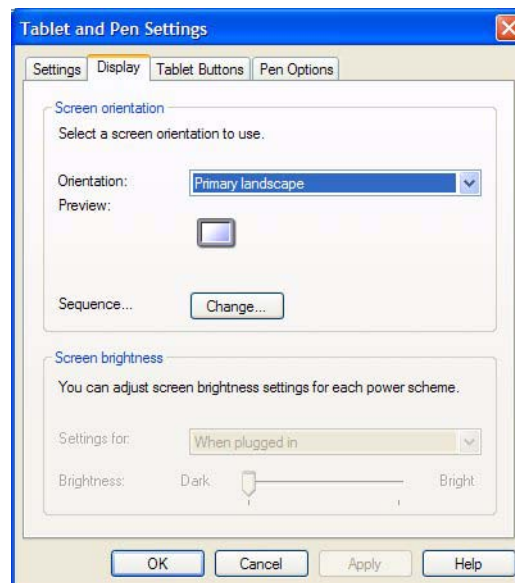 Tablet and Pen Settings
Settings Display Tablet Buttons Pen Options
Screen orientation
Select a screen orientation to use.
Orientation: Primary landscape
Preview:
Sequence... Change...
Screen brightness
You can adjust screen brightness settings for each power scheme.
Settings for: When plugged in
Brightness: Dark Bright
OK Cancel Apply Help